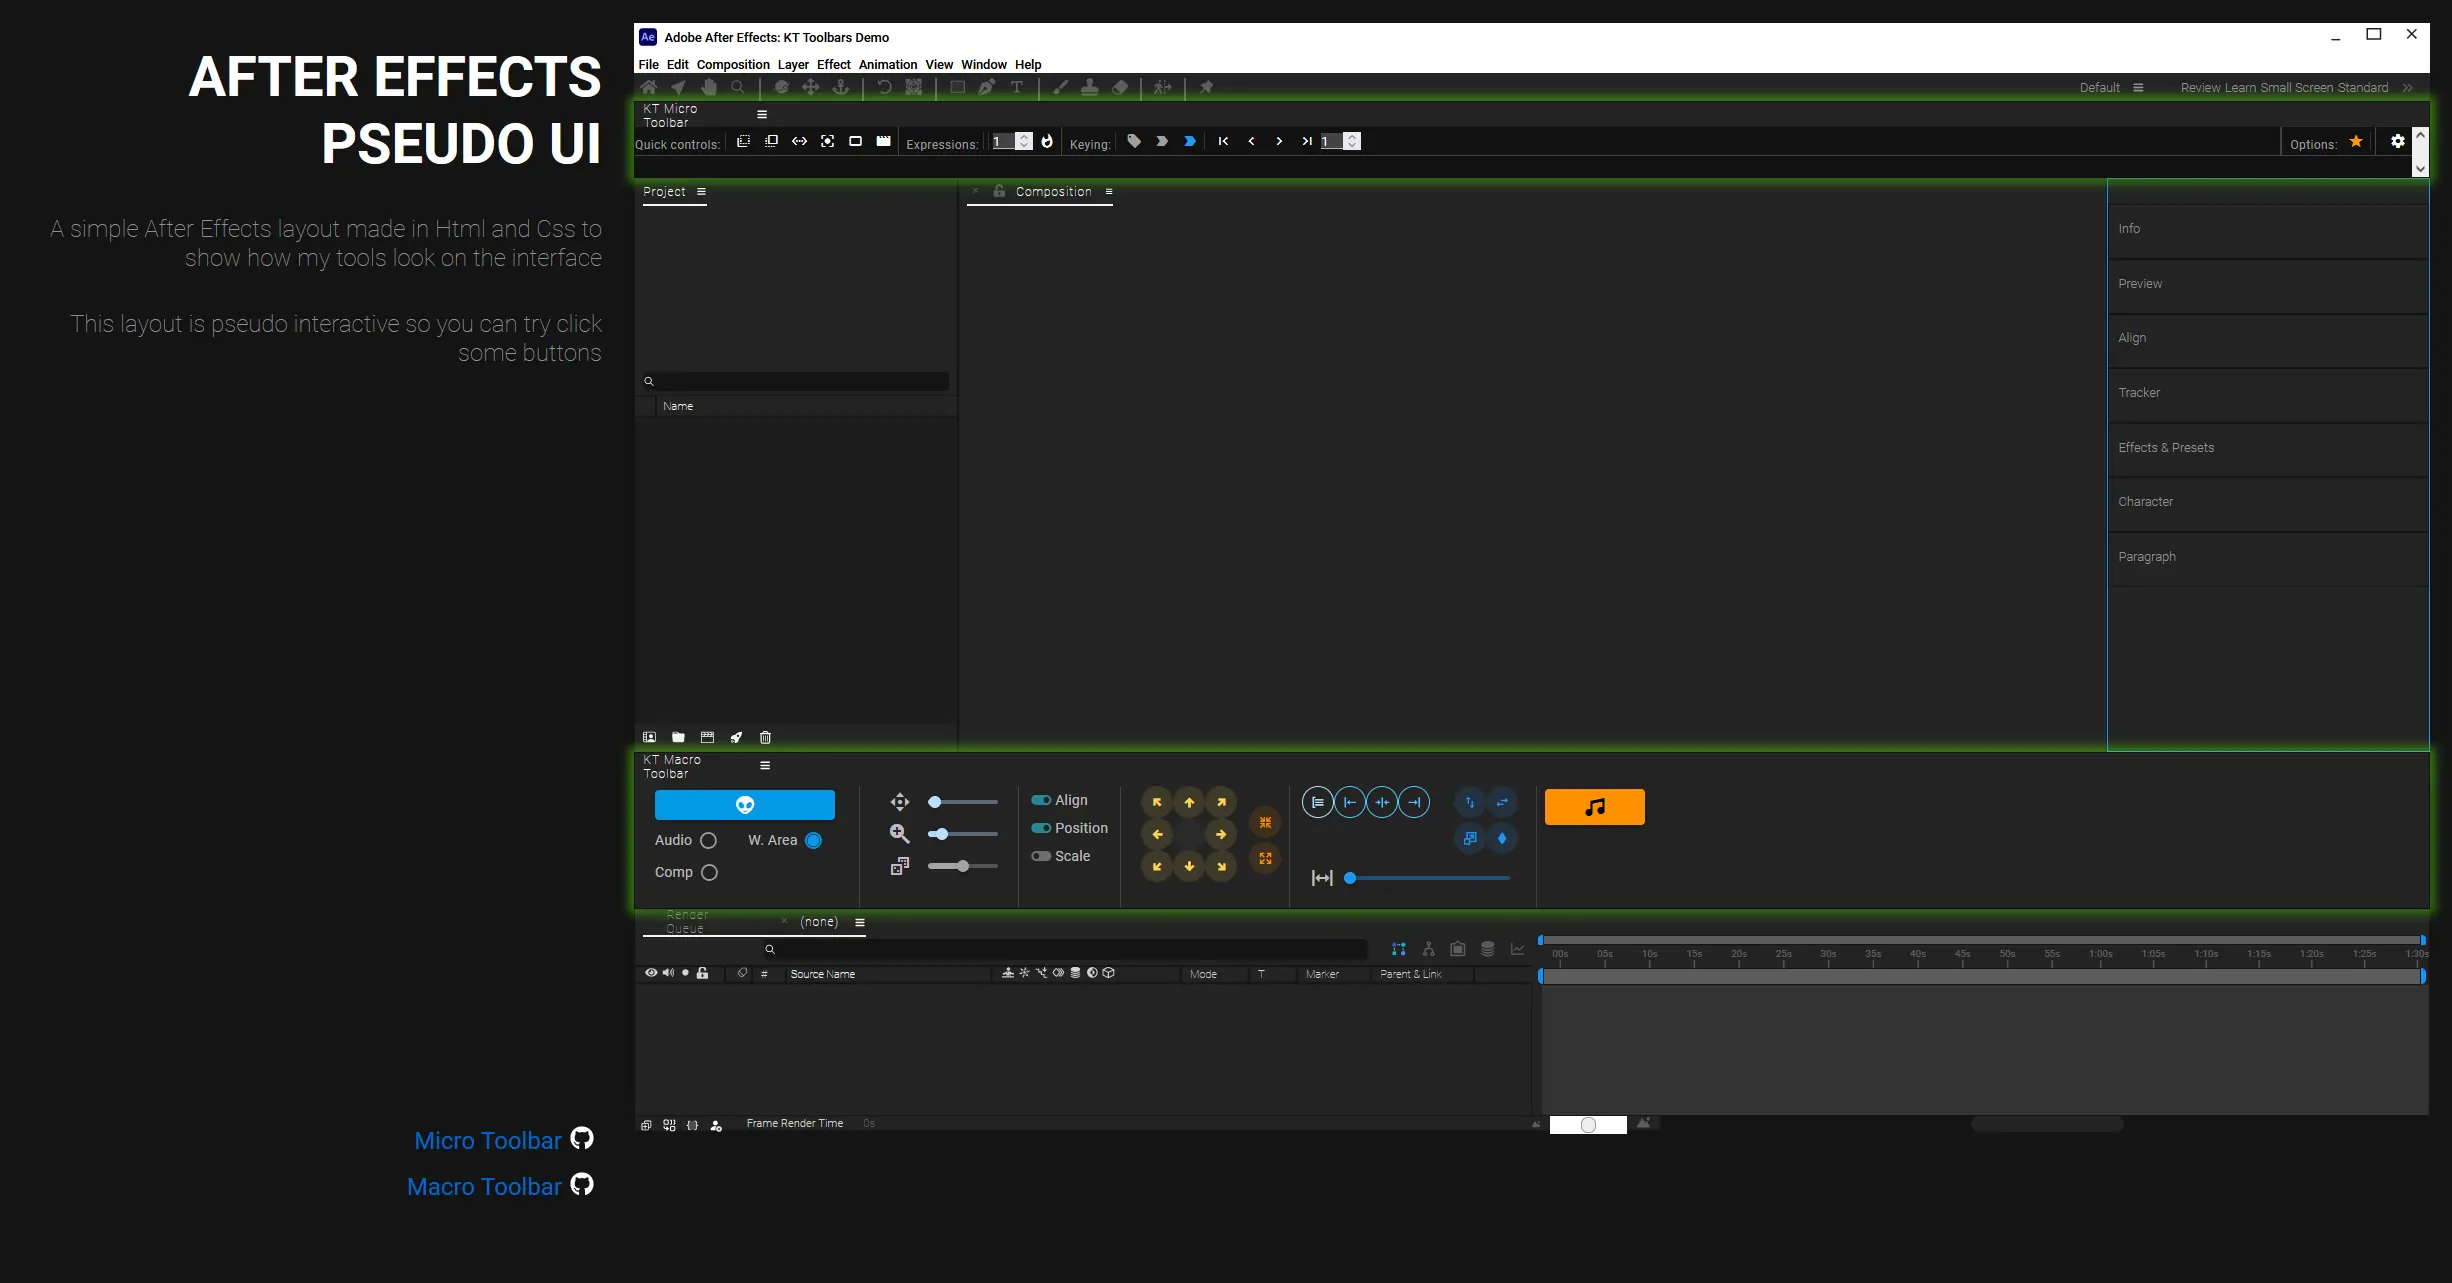 AFTER EFFECTS
PSEUDO UI
A simple After Effects layout made in Html and Css to
show how my tools look on the interface
This layout is pseudo interactive so you can try click
some buttons
Micro Toolbar
Macro Toolbar
Ae Adobe After Effects: KT Toolbars Demo
File Edit Composition Layer Effect Animation View Window Help
Default Review Learn Small Screen Standard
KT Micro
Toolbar
Quick controls: Expressions: 1 Keying: 1 Options:
Project Composition
Name
Info
Preview
Align
Tracker
Effects & Presets
Character
Paragraph
KT Macro
Toolbar
Audio W. Area
Comp
Align
Position
Scale
Render
Queue
(none)
# Source Name Mode T Marker Parent & Link
00s 05s 10s 15s 20s 25s 30s 35s 40s 45s 50s 55s 1:00s 1:05s 1:10s 1:15s 1:20s 1:25s 1:30s
Frame Render Time 0s